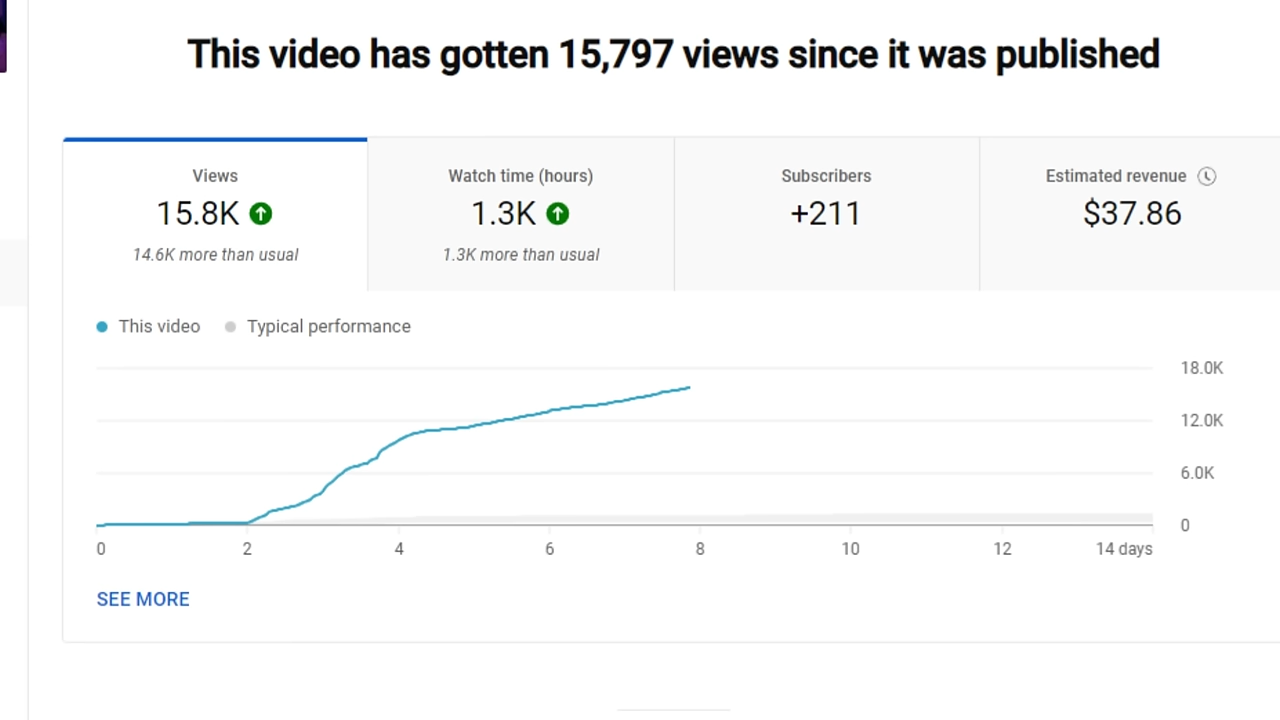 This video has gotten 15,797 views since it was published
Views
15.8K
14.6K more than usual
Watch time (hours)
1.3K
1.3K more than usual
Subscribers
+211
Estimated revenue
$37.86
This video
Typical performance
18.0K
12.0K
6.0K
0
0 2 4 6 8 10 12 14 days
SEE MORE